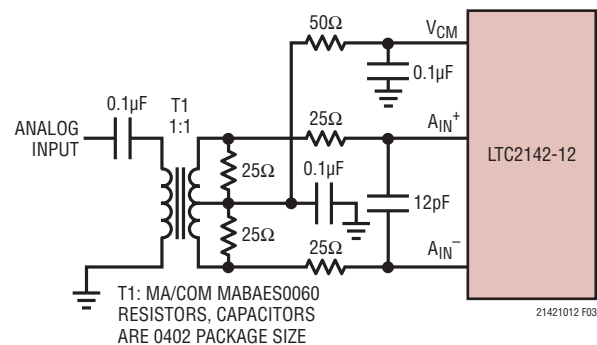 50Ω
VCM
0.1µF
0.1µF
T1
1:1
25Ω
AIN+
ANALOG
INPUT
25Ω
0.1µF
LTC2142-12
12pF
25Ω
25Ω
AIN−
T1: MA/COM MABAES0060
RESISTORS, CAPACITORS
ARE 0402 PACKAGE SIZE
21421012 F03